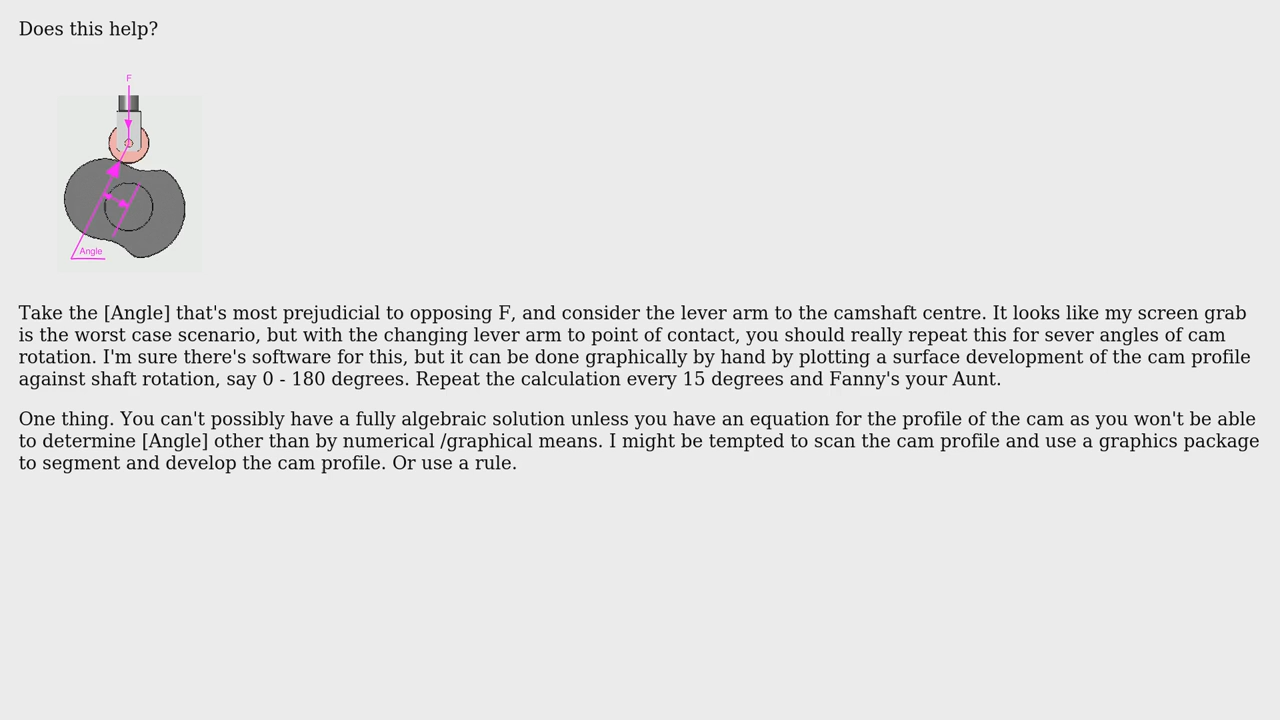 Does this help?
F
Angle
Take the [Angle] that's most prejudicial to opposing F, and consider the lever arm to the camshaft centre. It looks like my screen grab
is the worst case scenario, but with the changing lever arm to point of contact, you should really repeat this for sever angles of cam
rotation. I'm sure there's software for this, but it can be done graphically by hand by plotting a surface development of the cam profile
against shaft rotation, say 0 - 180 degrees. Repeat the calculation every 15 degrees and Fanny's your Aunt.
One thing. You can't possibly have a fully algebraic solution unless you have an equation for the profile of the cam as you won't be able
to determine [Angle] other than by numerical /graphical means. I might be tempted to scan the cam profile and use a graphics package
to segment and develop the cam profile. Or use a rule.